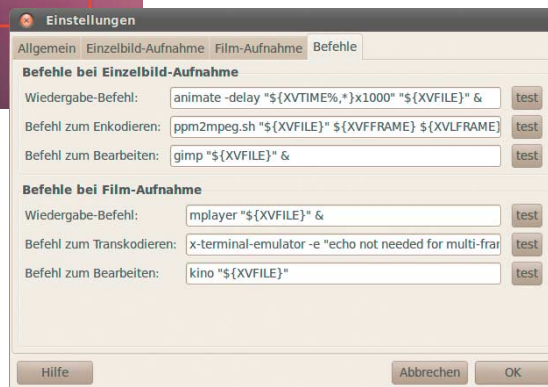 Einstellungen
Allgemein Einzelbild-Aufnahme Film-Aufnahme Befehle
Befehle bei Einzelbild-Aufnahme
Wiedergabe-Befehl: animate -delay "${XVTIME%,*}x1000" "${XVFILE}" & test
Befehl zum Enkodieren: ppm2mpeg.sh "${XVFILE}" ${XVFFRAME} ${XVLFRAME} test
Befehl zum Bearbeiten: gimp "${XVFILE}" & test
Befehle bei Film-Aufnahme
Wiedergabe-Befehl: mplayer "${XVFILE}" & test
Befehl zum Transkodieren: x-terminal-emulator -e "echo not needed for multi-frar test
Befehl zum Bearbeiten: kino "${XVFILE}" test
Hilfe Abbrechen OK